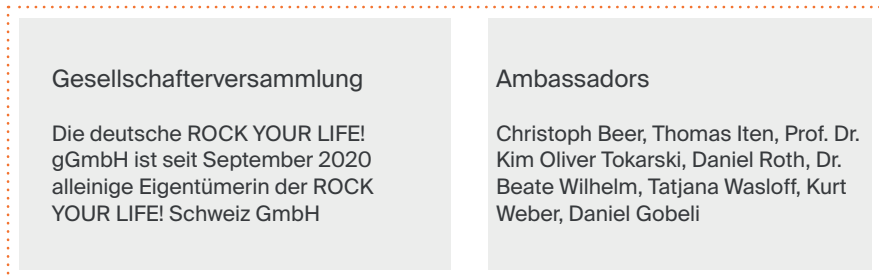 Gesellschafterversammlung
Die deutsche ROCK YOUR LIFE!
gGmbH ist seit September 2020
alleinige Eigentümerin der ROCK
YOUR LIFE! Schweiz GmbH
Ambassadors
Christoph Beer, Thomas Iten, Prof. Dr.
Kim Oliver Tokarski, Daniel Roth, Dr.
Beate Wilhelm, Tatjana Wasloff, Kurt
Weber, Daniel Gobeli